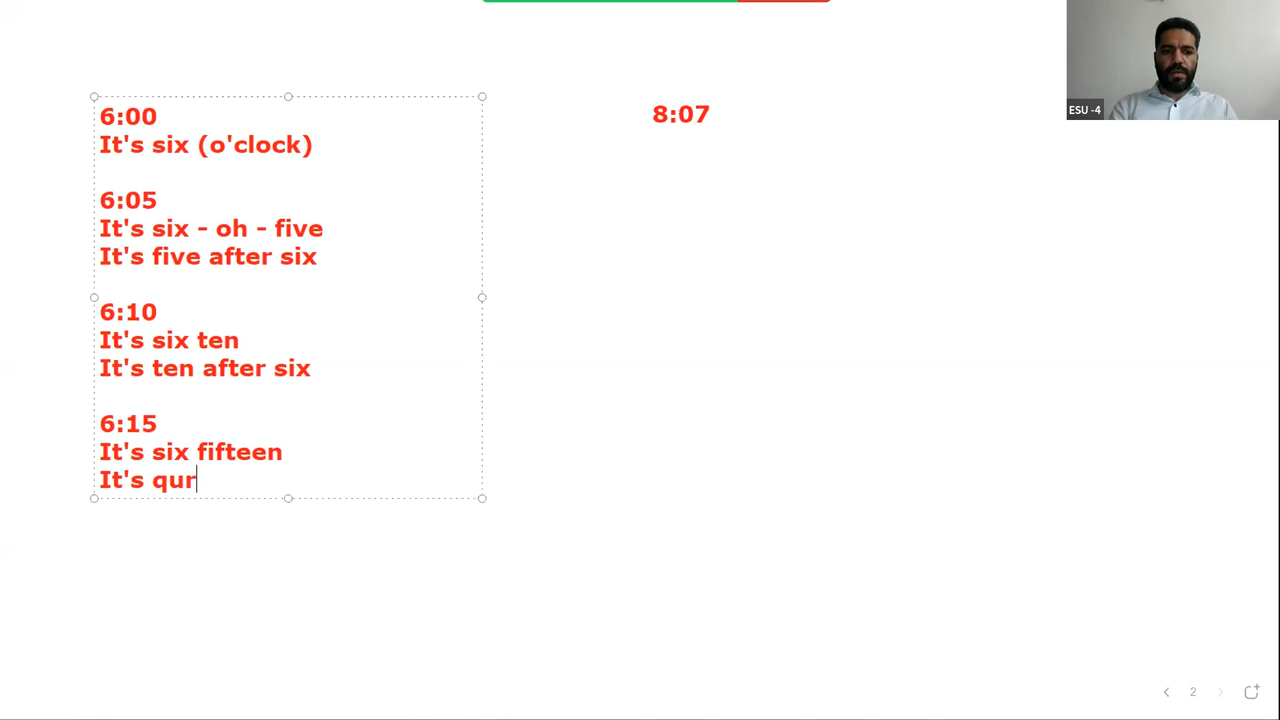 6:00
It's six (o'clock)
6:05
It's six - oh - five
It's five after six
6:10
It's six ten
It's ten after six
6:15
It's six fifteen
It's qur
8:07
ESU -4
2